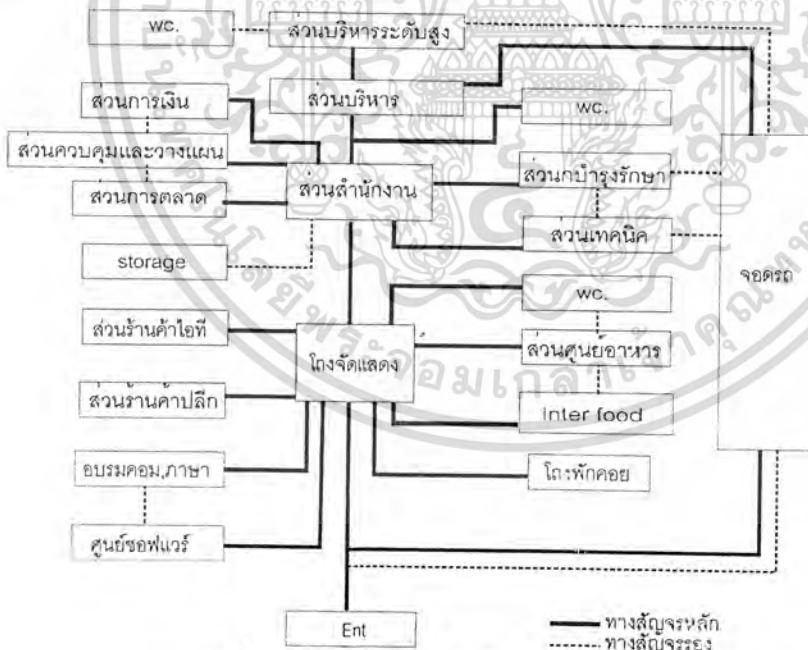 wc.
ส่วนบริหารระดับสูง
ส่วนการเงิน
ส่วนบริหาร
wc.
ส่วนควบคุมและวางแผน
ส่วนสำนักงาน
ส่วนกบำรุงรักษา
ส่วนการตลาด
ส่วนเทคนิค
storage
จอดรถ
wc.
ส่วนร้านค้าไอที
โถงจัดแสดง
ส่วนศูนย์อาหาร
ส่วนร้านค้าปลีก
Inter food
อบรมคอม,ภาษา
โถงพักคอย
ศูนย์ซอฟแวร์
Ent
ทางสัญจรหลัก
ทางสัญจรรอง